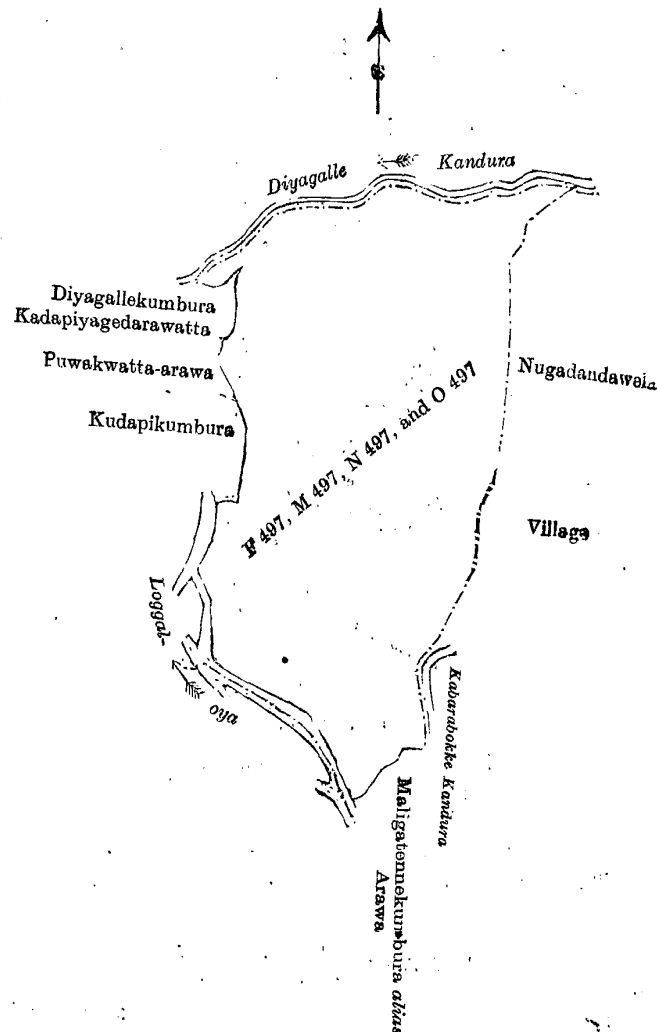 Diyagalle Kandura
Diyagallekumbura
Kadapiyagedarawatta
Puwakwatta-arawa
Kudapikumbura
Nugadandawela
F 497, M 497, N 497, and O 497
Village
Loggal-
oya
Kabarabokke Kandura
Maligatennekumbura alias
Arawa